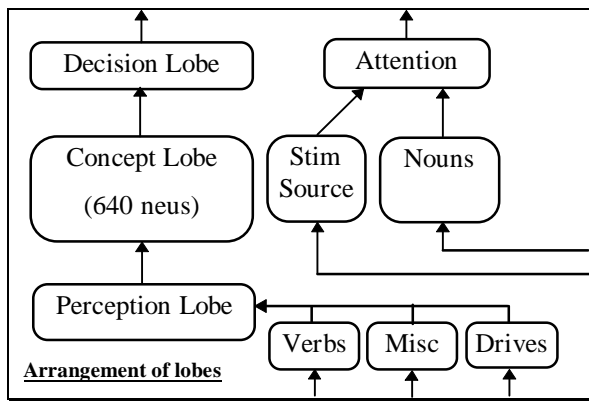 Decision Lobe
Attention
Concept Lobe
(640 neus)
Stim
Source
Nouns
Perception Lobe
Verbs
Misc
Drives
Arrangement of lobes